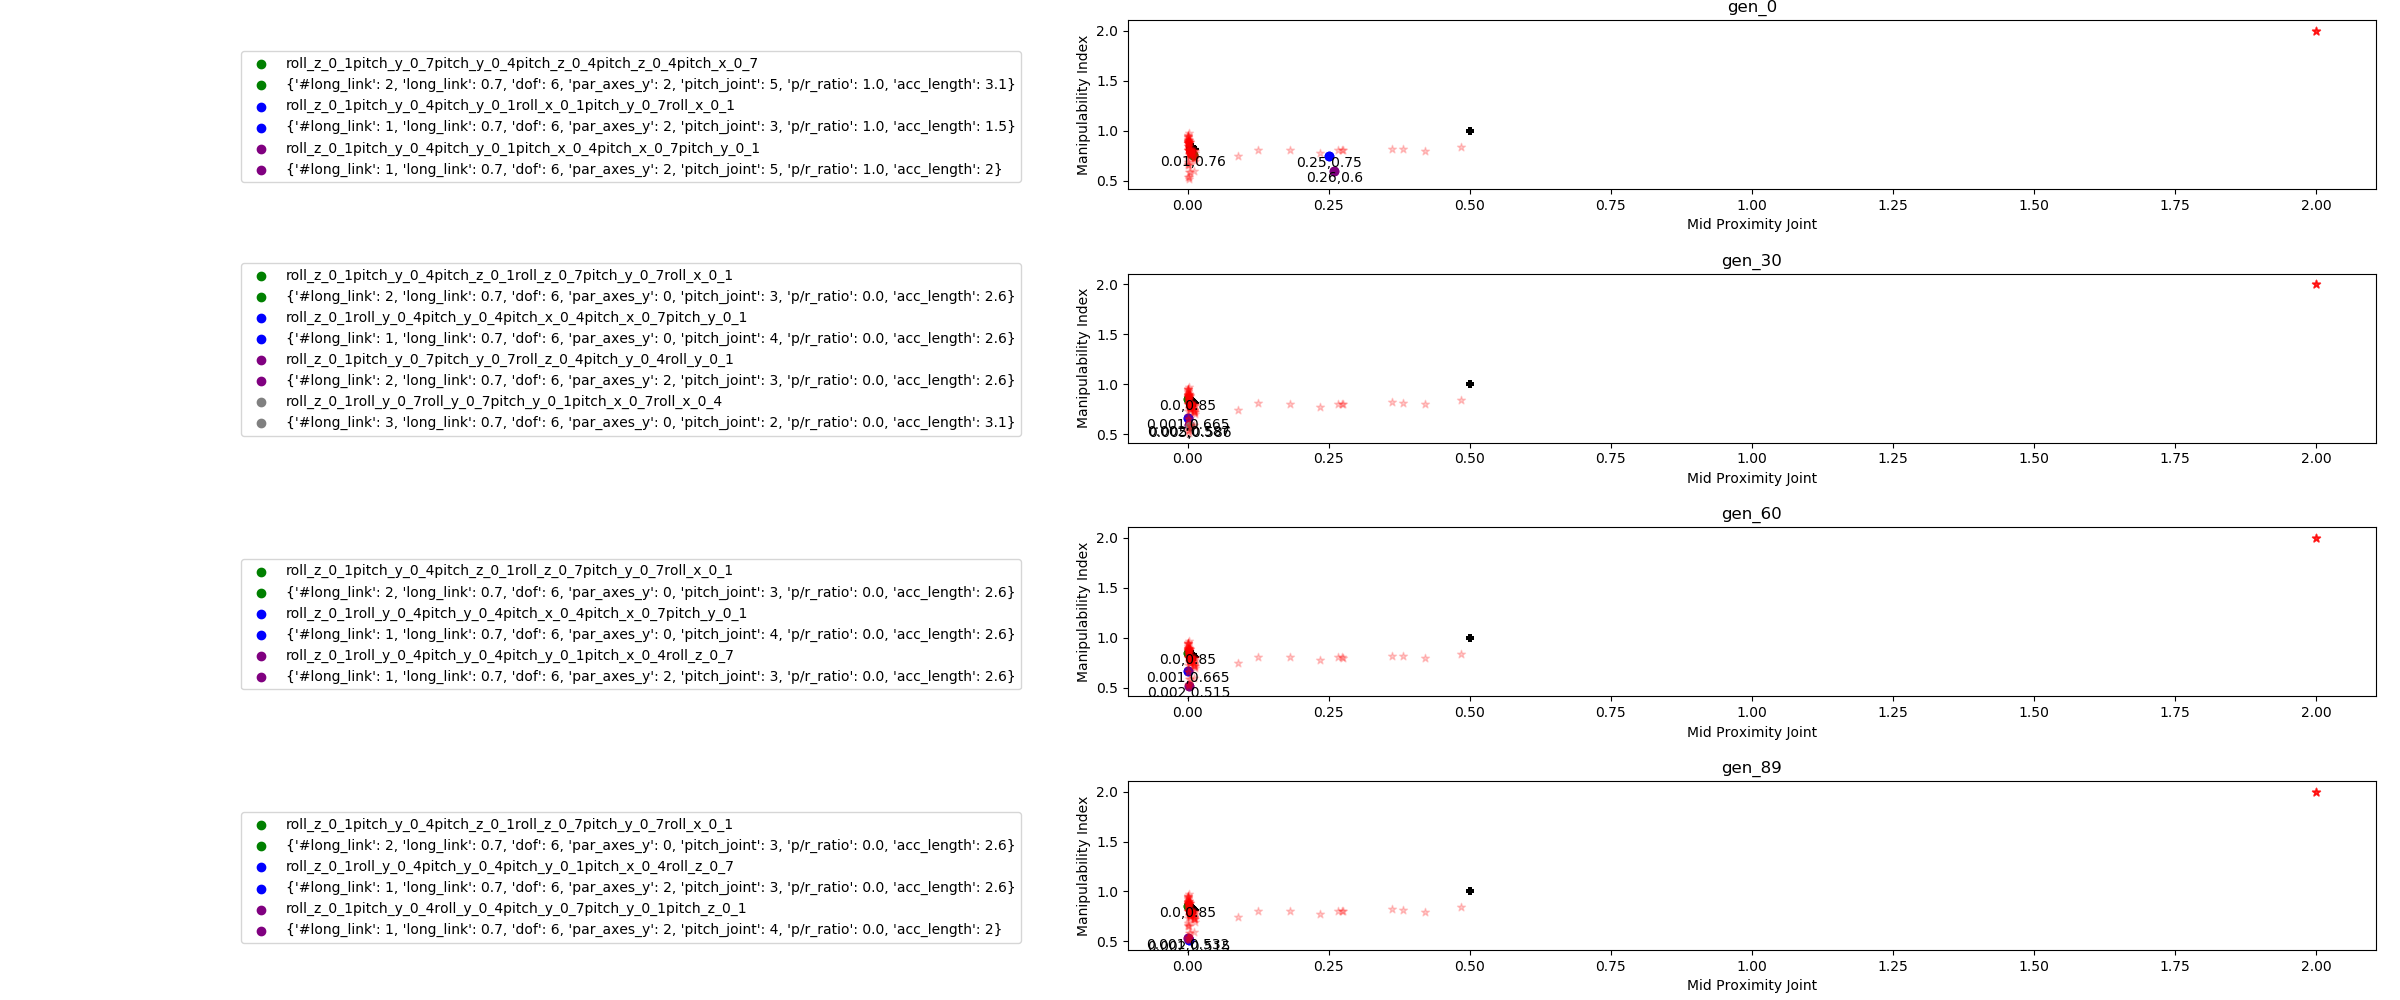 gen_0
roll_z_0_1pitch_y_0_7pitch_y_0_4pitch_z_0_4pitch_z_0_4pitch_x_0_7
{'#long_link': 2, 'long_link': 0.7, 'dof': 6, 'par_axes_y': 2, 'pitch_joint': 5, 'p/r_ratio': 1.0, 'acc_length': 3.1}
roll_z_0_1pitch_y_0_4pitch_y_0_1roll_x_0_1pitch_y_0_7roll_x_0_1
{'#long_link': 1, 'long_link': 0.7, 'dof': 6, 'par_axes_y': 2, 'pitch_joint': 3, 'p/r_ratio': 1.0, 'acc_length': 1.5}
roll_z_0_1pitch_y_0_4pitch_y_0_1pitch_x_0_4pitch_x_0_7pitch_y_0_1
{'#long_link': 1, 'long_link': 0.7, 'dof': 6, 'par_axes_y': 2, 'pitch_joint': 5, 'p/r_ratio': 1.0, 'acc_length': 2}
Manipulability Index
2.0
1.5
1.0
0.5
0.01,0.76
0.25,0.75
0.26,0.6
0.00 0.25 0.50 0.75 1.00 1.25 1.50 1.75 2.00
Mid Proximity Joint
gen_30
roll_z_0_1pitch_y_0_4pitch_z_0_1roll_z_0_7pitch_y_0_7roll_x_0_1
{'#long_link': 2, 'long_link': 0.7, 'dof': 6, 'par_axes_y': 0, 'pitch_joint': 3, 'p/r_ratio': 0.0, 'acc_length': 2.6}
roll_z_0_1roll_y_0_4pitch_y_0_4pitch_x_0_4pitch_x_0_7pitch_y_0_1
{'#long_link': 1, 'long_link': 0.7, 'dof': 6, 'par_axes_y': 0, 'pitch_joint': 4, 'p/r_ratio': 0.0, 'acc_length': 2.6}
roll_z_0_1pitch_y_0_7pitch_y_0_7roll_z_0_4pitch_y_0_4roll_y_0_1
{'#long_link': 2, 'long_link': 0.7, 'dof': 6, 'par_axes_y': 2, 'pitch_joint': 3, 'p/r_ratio': 0.0, 'acc_length': 2.6}
roll_z_0_1roll_y_0_7roll_y_0_7pitch_y_0_1pitch_x_0_7roll_x_0_4
{'#long_link': 3, 'long_link': 0.7, 'dof': 6, 'par_axes_y': 0, 'pitch_joint': 2, 'p/r_ratio': 0.0, 'acc_length': 3.1}
Manipulability Index
2.0
1.5
1.0
0.5
0.0,0.85
0.001,0.665
0.00 0.25 0.50 0.75 1.00 1.25 1.50 1.75 2.00
Mid Proximity Joint
gen_60
roll_z_0_1pitch_y_0_4pitch_z_0_1roll_z_0_7pitch_y_0_7roll_x_0_1
{'#long_link': 2, 'long_link': 0.7, 'dof': 6, 'par_axes_y': 0, 'pitch_joint': 3, 'p/r_ratio': 0.0, 'acc_length': 2.6}
roll_z_0_1roll_y_0_4pitch_y_0_4pitch_x_0_4pitch_x_0_7pitch_y_0_1
{'#long_link': 1, 'long_link': 0.7, 'dof': 6, 'par_axes_y': 0, 'pitch_joint': 4, 'p/r_ratio': 0.0, 'acc_length': 2.6}
roll_z_0_1roll_y_0_4pitch_y_0_4pitch_y_0_1pitch_x_0_4roll_z_0_7
{'#long_link': 1, 'long_link': 0.7, 'dof': 6, 'par_axes_y': 2, 'pitch_joint': 3, 'p/r_ratio': 0.0, 'acc_length': 2.6}
Manipulability Index
2.0
1.5
1.0
0.5
0.0,0.85
0.001,0.665
0.002,0.515
0.00 0.25 0.50 0.75 1.00 1.25 1.50 1.75 2.00
Mid Proximity Joint
gen_89
roll_z_0_1pitch_y_0_4pitch_z_0_1roll_z_0_7pitch_y_0_7roll_x_0_1
{'#long_link': 2, 'long_link': 0.7, 'dof': 6, 'par_axes_y': 0, 'pitch_joint': 3, 'p/r_ratio': 0.0, 'acc_length': 2.6}
roll_z_0_1roll_y_0_4pitch_y_0_4pitch_y_0_1pitch_x_0_4roll_z_0_7
{'#long_link': 1, 'long_link': 0.7, 'dof': 6, 'par_axes_y': 2, 'pitch_joint': 3, 'p/r_ratio': 0.0, 'acc_length': 2.6}
roll_z_0_1pitch_y_0_4roll_y_0_4pitch_y_0_7pitch_y_0_1pitch_z_0_1
{'#long_link': 1, 'long_link': 0.7, 'dof': 6, 'par_axes_y': 2, 'pitch_joint': 4, 'p/r_ratio': 0.0, 'acc_length': 2}
Manipulability Index
2.0
1.5
1.0
0.5
0.0,0.85
0.00 0.25 0.50 0.75 1.00 1.25 1.50 1.75 2.00
Mid Proximity Joint